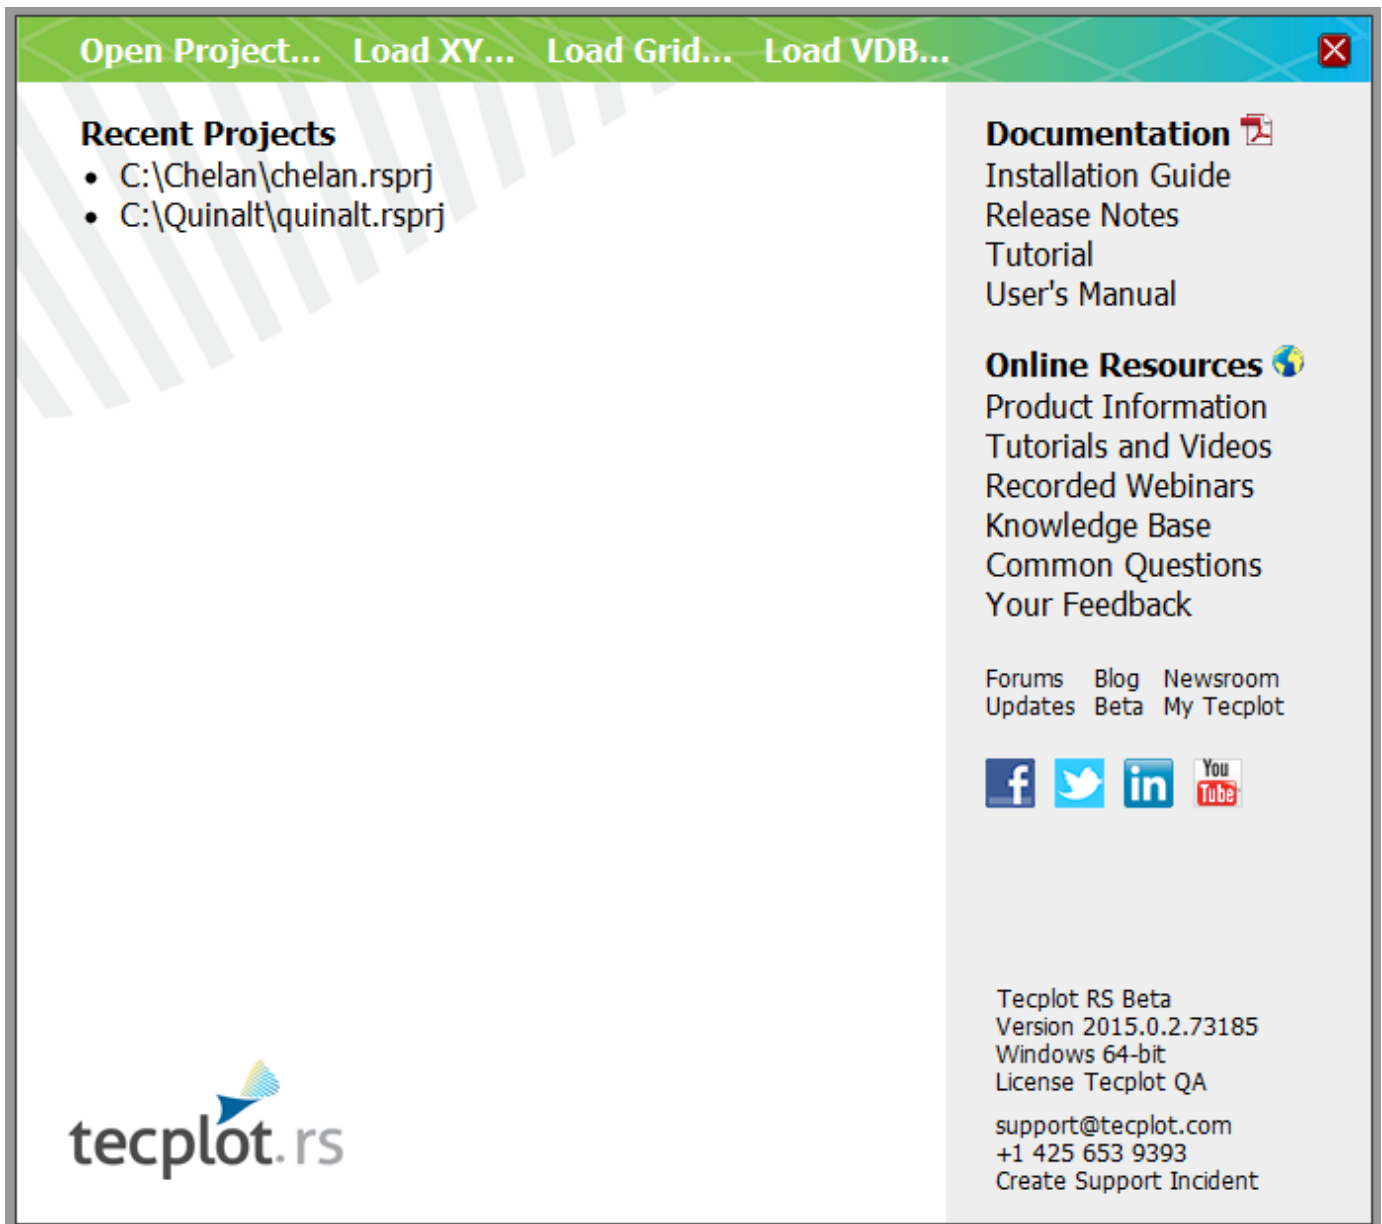 Open Project... Load XY... Load Grid... Load VDB...
Recent Projects
• C:\Chelan\chelan.rsprj
• C:\Quinalt\quinalt.rsprj
tecplot.rs
Documentation
Installation Guide
Release Notes
Tutorial
User's Manual
Online Resources
Product Information
Tutorials and Videos
Recorded Webinars
Knowledge Base
Common Questions
Your Feedback
Forums Blog Newsroom
Updates Beta My Tecplot
f in You
Tube
Tecplot RS Beta
Version 2015.0.2.73185
Windows 64-bit
License Tecplot QA
support@tecplot.com
+1 425 653 9393
Create Support Incident